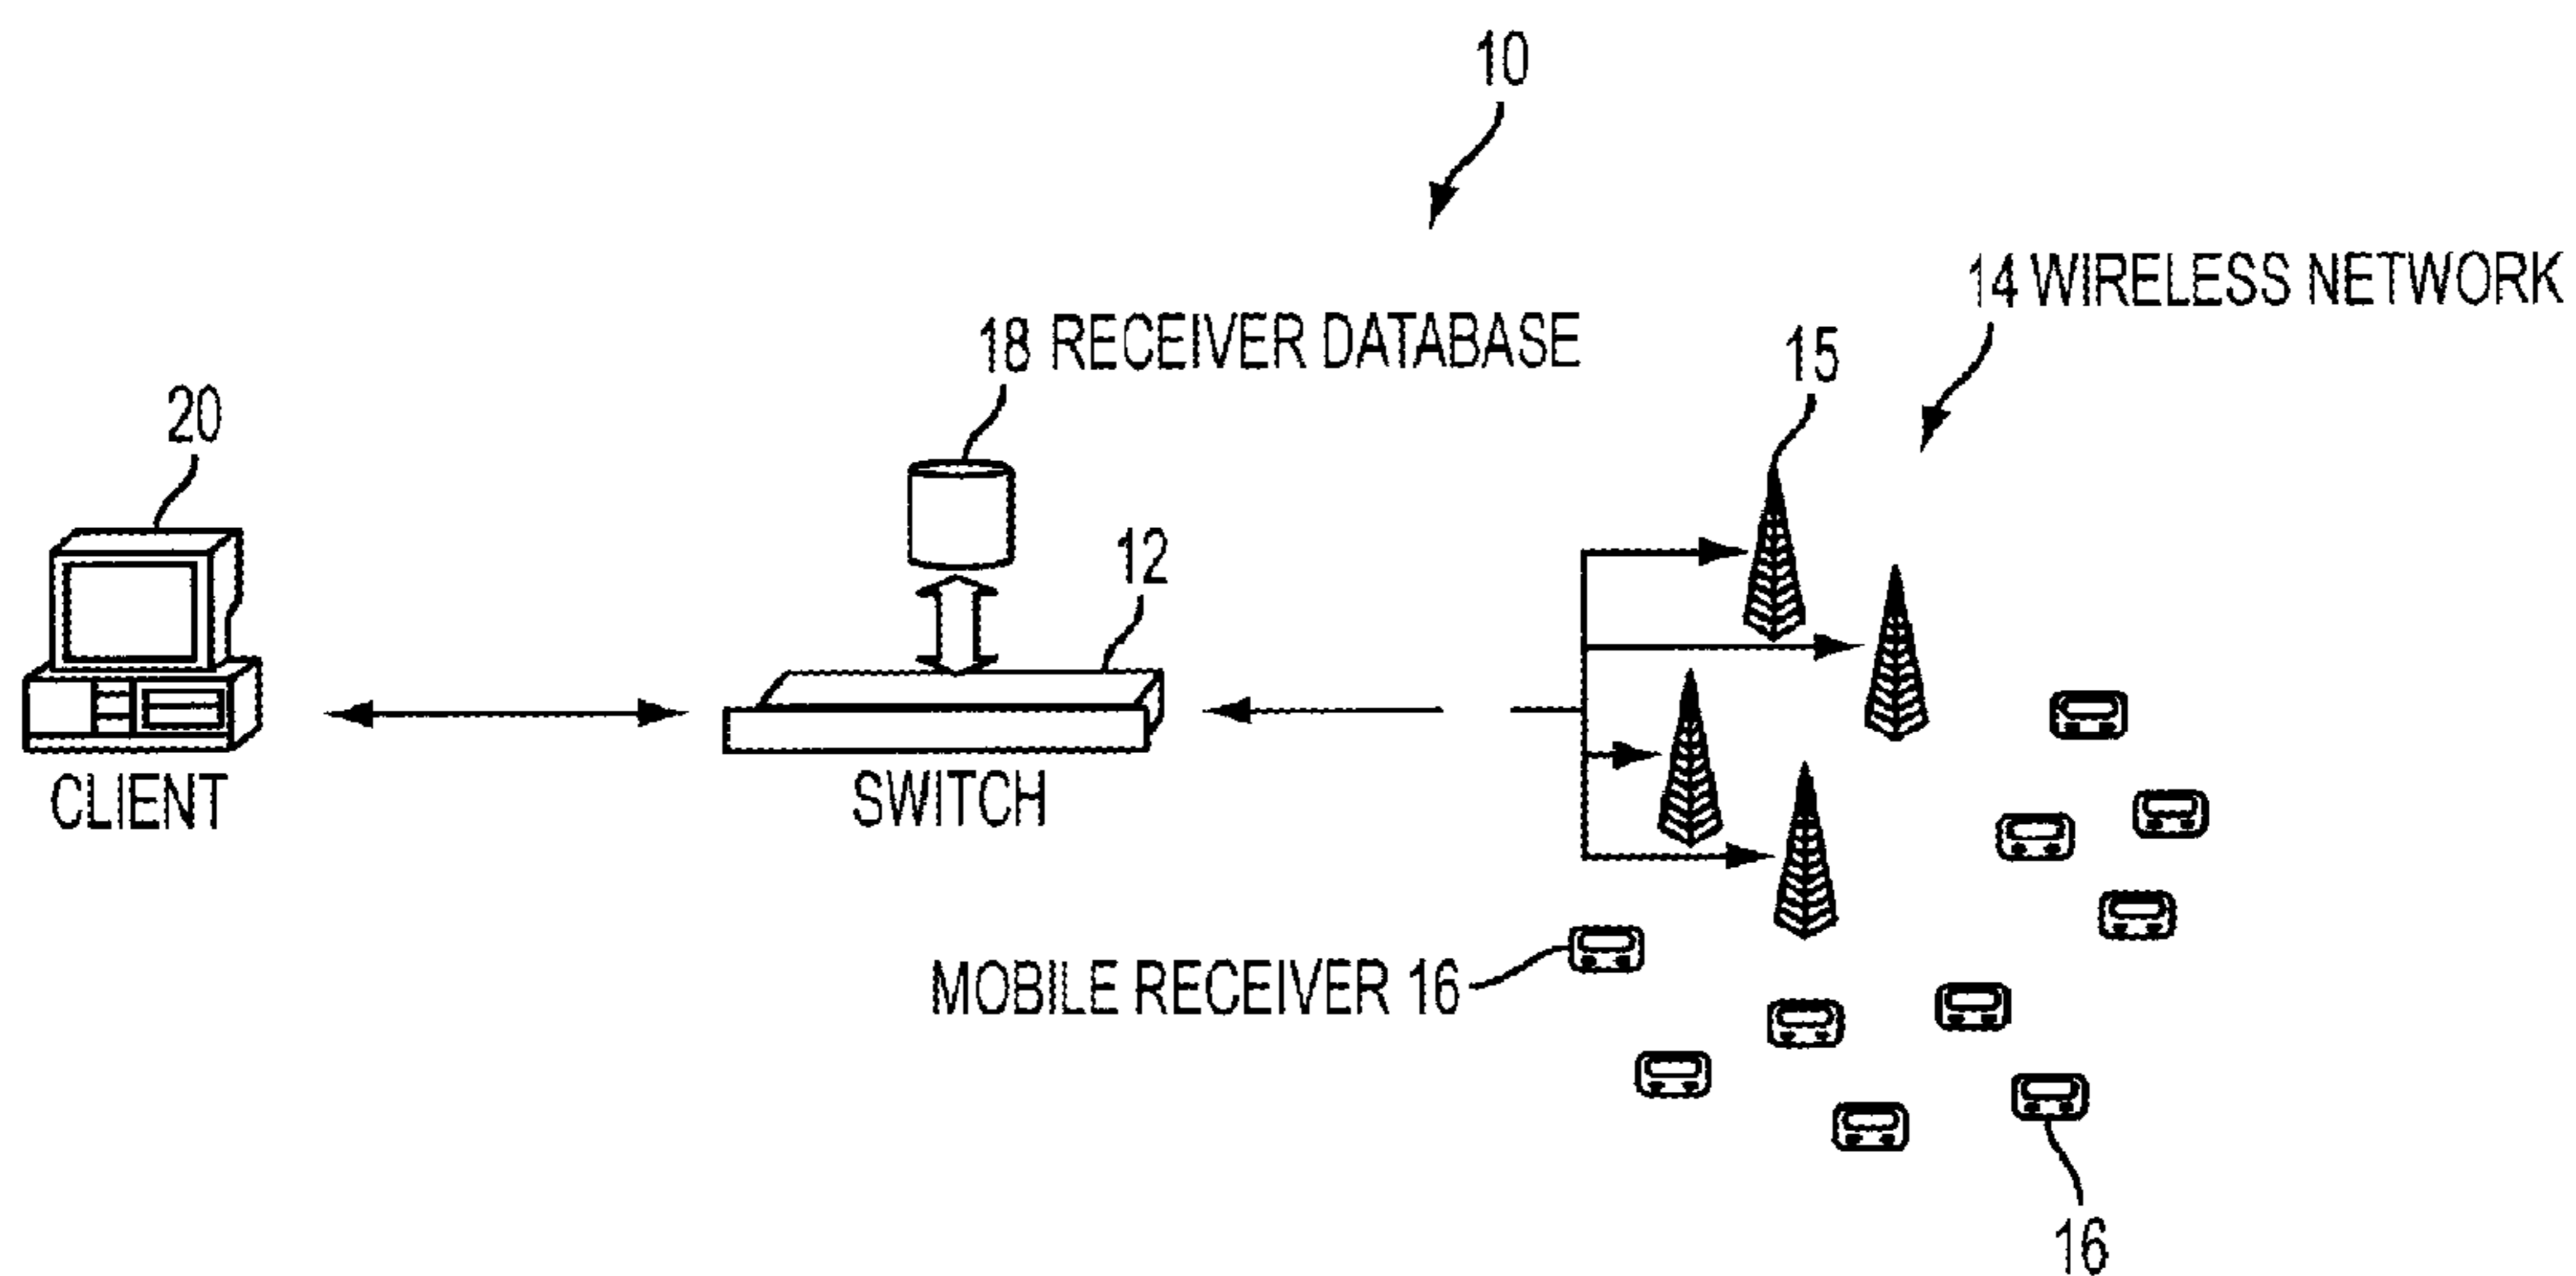 10
14 WIRELESS NETWORK
18 RECEIVER DATABASE
15
20
12
CLIENT
SWITCH
MOBILE RECEIVER 16
16